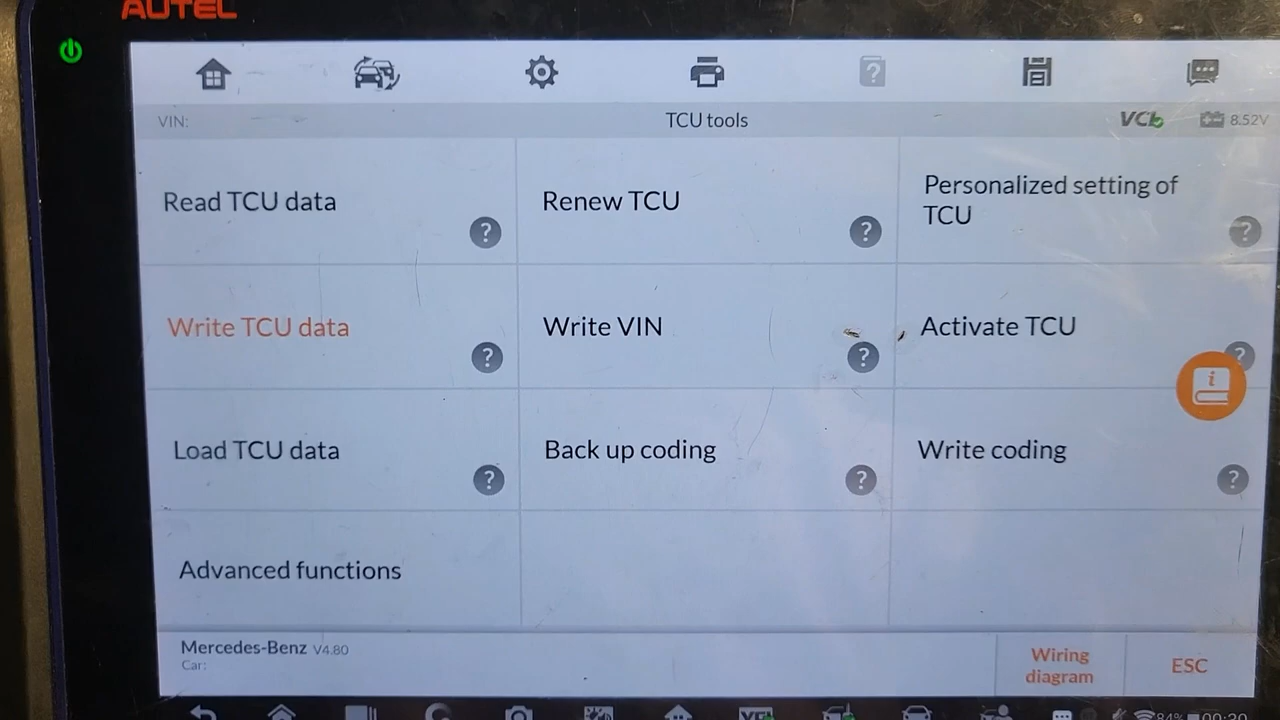 AUTEL
VIN:
TCU tools
VCI
8.52V
Read TCU data
?
Renew TCU
?
Personalized setting of
TCU
?
Write TCU data
?
Write VIN
?
Activate TCU
?
i
Load TCU data
?
Back up coding
?
Write coding
?
Advanced functions
Mercedes-Benz V4.80
Car:
Wiring
diagram
ESC
84%